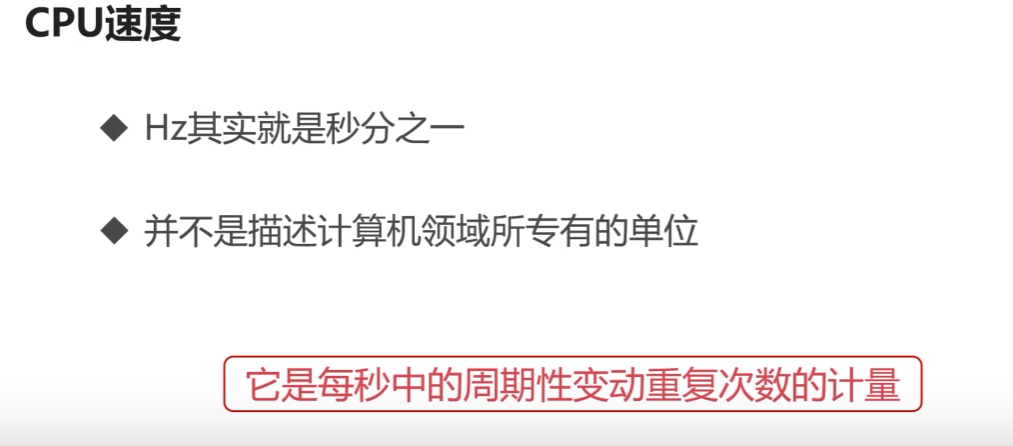 CPU速度
◆ Hz其实就是秒分之一
◆ 并不是描述计算机领域所专有的单位
它是每秒中的周期性变动重复次数的计量